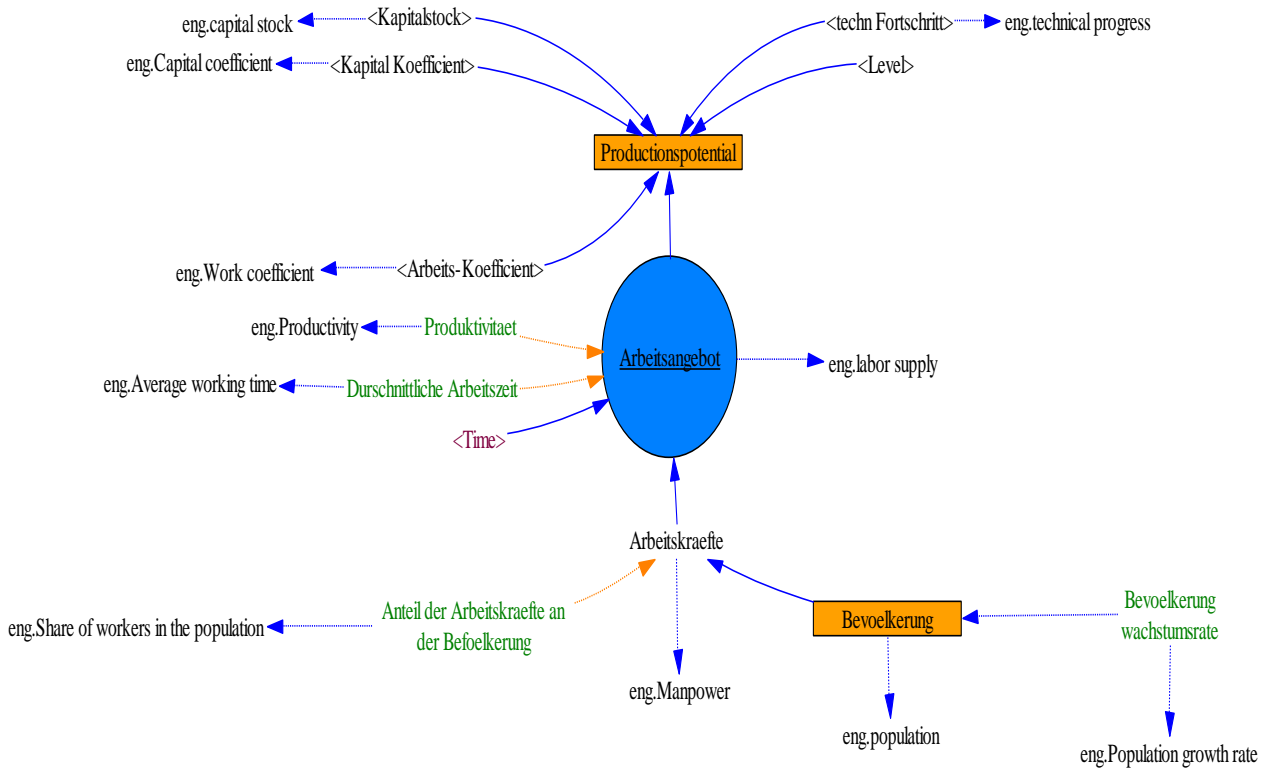 eng.capital stock
<Kapitalstock>
<techn Fortschritt>
eng.technical progress
eng.Capital coefficient
<Kapital Koefficient>
<Level>
Productionspotential
eng.Work coefficient
<Arbeits-Koefficient>
eng.Productivity
Produktivitaet
Arbeitsangebot
eng.labor supply
eng.Average working time
Durschnittliche Arbeitszeit
<Time>
Arbeitskraefte
eng.Share of workers in the population
Anteil der Arbeitskraefte an
der Befoelkerung
Bevoelkerung
Bevoelkerung
wachstumsrate
eng.Manpower
eng.population
eng.Population growth rate